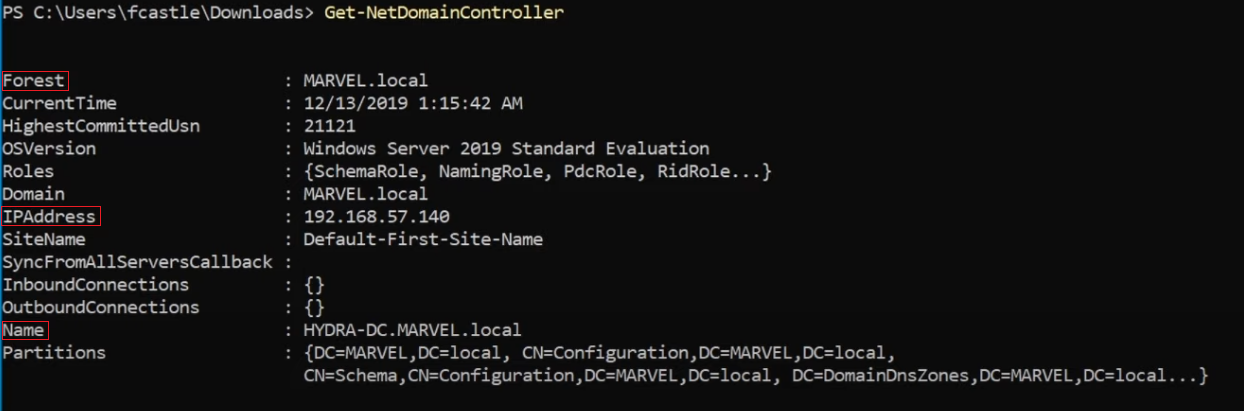 PS C:\Users\fcastle\Downloads> Get-NetDomainController
Forest : MARVEL.local
CurrentTime : 12/13/2019 1:15:42 AM
HighestCommittedUsn : 21121
OSVersion : Windows Server 2019 Standard Evaluation
Roles : {SchemaRole, NamingRole, PdcRole, RidRole...}
Domain : MARVEL.local
IPAddress : 192.168.57.140
SiteName : Default-First-Site-Name
SyncFromAllServersCallback :
InboundConnections : {}
OutboundConnections : {}
Name : HYDRA-DC.MARVEL.local
Partitions : {DC=MARVEL,DC=local, CN=Configuration,DC=MARVEL,DC=local,
CN=Schema,CN=Configuration,DC=MARVEL,DC=local, DC=DomainDnsZones,DC=MARVEL,DC=local...}